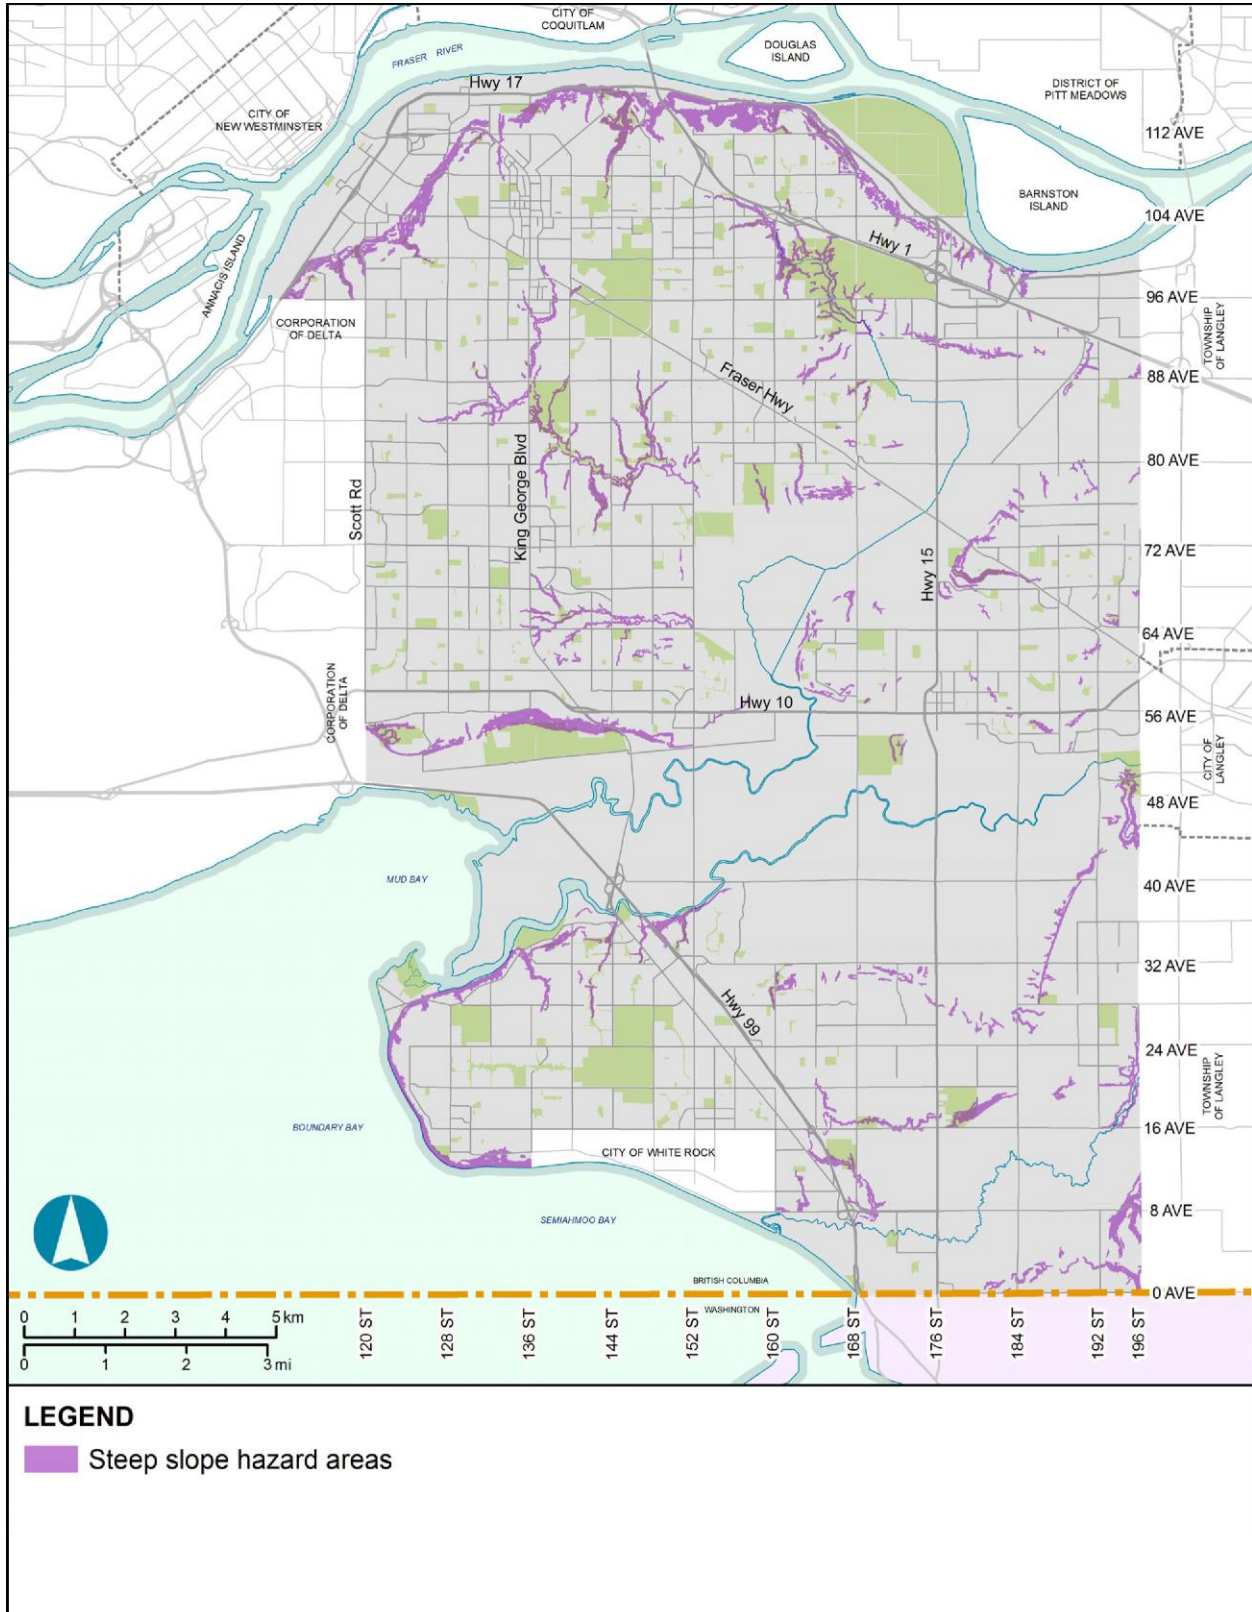 CITY OF
COQUITLAM
DOUGLAS
ISLAND
FRASER RIVER
Hwy 17
DISTRICT OF
PITT MEADOWS
CITY OF
NEW WESTMINSTER
112 AVE
BARNSTON
ISLAND
104 AVE
Hwy 1
ANNACIS ISLAND
96 AVE
CORPORATION
OF DELTA
TOWNSHIP
OF LANGLEY
88 AVE
Fraser Hwy
King George Blvd
80 AVE
Scott Rd
72 AVE
Hwy 15
64 AVE
CORPORATION
OF DELTA
Hwy 10
56 AVE
CITY OF
LANGLEY
48 AVE
MUD BAY
40 AVE
32 AVE
Hwy 99
24 AVE
TOWNSHIP
OF LANGLEY
BOUNDARY BAY
16 AVE
CITY OF WHITE ROCK
8 AVE
SEMIAHMOO BAY
BRITISH COLUMBIA
0 AVE
WASHINGTON
0 1 2 3 4 5 km
0 1 2 3 mi
120 ST
128 ST
136 ST
144 ST
152 ST
160 ST
168 ST
176 ST
184 ST
192 ST
196 ST
LEGEND
Steep slope hazard areas